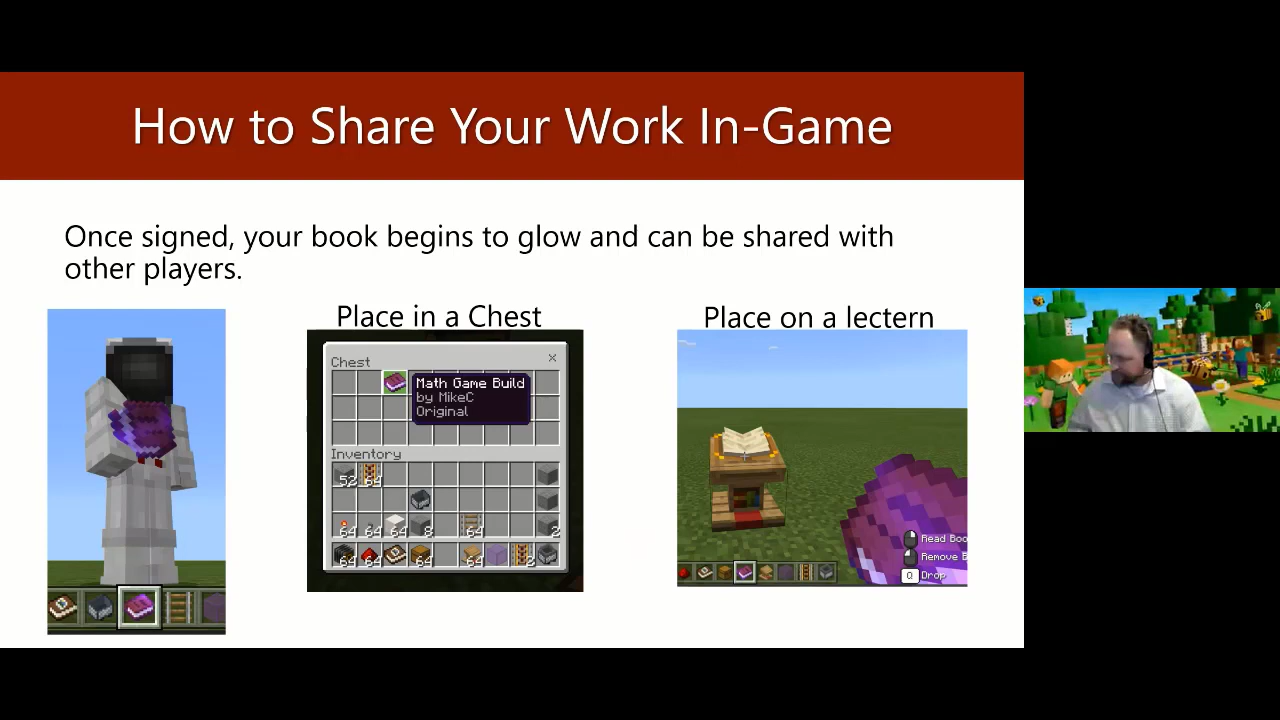 How to Share Your Work In-Game
Once signed, your book begins to glow and can be shared with
other players.
Place in a Chest
Place on a lectern
Chest
Math Game Build
by MikeC
Original
Inventory
52 64
64 64 64 8 64 2
64 64 64 64 2
Read Boo
Remove B
Q Drop